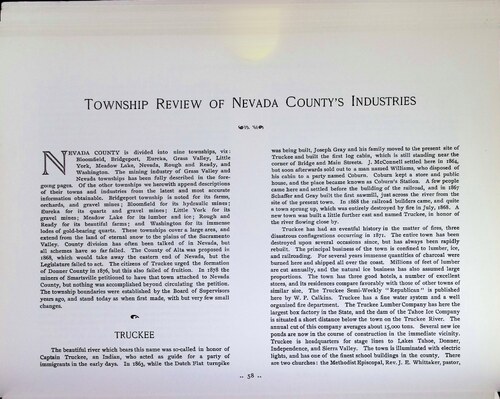 TOWNSHIP REVIEW OF NEVADA COUNTY'S INDUSTRIES
NEVADA COUNTY is divided into nine townships, viz:
Bloomfield, Bridgeport, Eureka, Grass Valley, Little
York, Meadow Lake, Nevada, Rough and Ready, and
Washington. The mining industry of Grass Valley and
Nevada townships has been fully described in the fore-
going pages. Of the other townships we herewith append descriptions
of their towns and industries from the latest and most accurate
information obtainable. Bridgeport township is noted for its farms,
orchards, and gravel mines; Bloomfield for its hydraulic mines;
Eureka for its quartz and gravel mines; Little York for its
gravel mines; Meadow Lake for its lumber and ice; Rough and
Ready for its beautiful farms; and Washington for its immense
lodes of gold-bearing quartz. These townships cover a large area, and
extend from the land of eternal snow to the plains of the Sacramento
Valley. County division has often been talked of in Nevada, but
all schemes have so far failed. The County of Alta was proposed in
1868, which would take away the eastern end of Nevada, but the
Legislature failed to act. The citizens of Truckee urged the formation
of Donner County in 1876, but this also failed of fruition. In 1878 the
mines of Smartsville petitioned to have that town attached to Nevada
County, but nothing was accomplished beyond circulating the petition.
The township boundaries were established by the Board of Supervisors
years ago, and stand today as when first made, with but very few small
changes.
TRUCKEE
The beautiful river which bears this name was so-called in honor of
Captain Truckee, an Indian, who acted as guide for a party of
immigrants in the early days. In 1863, while the Dutch Flat turnpike
was being built, Joseph Gray and his family moved to the present site of
Truckee and built the first log cabin, which is still standing near the
corner of Bridge and Main Streets. J. McConnell settled here in 1864,
but soon afterwards sold out to a man named Williams, who disposed of
his cabin to a party named Coburn. Coburn kept a store and public
house, and the place became known as Coburn's Station. A few people
came here and settled before the building of the railroad, and in 1867
Schaffer and Gray built the first sawmill, just across the river from the
site of the present town. In 1868 the railroad builders came, and quite
a town sprang up, which was entirely destroyed by fire in July, 1868. A
new town was built a little further east and named Truckee, in honor of
the river flowing close by.
Truckee has had an eventful history in the matter of fires, three
disastrous conflagrations occurring in 1871. The entire town has been
destroyed upon several occasions since, but has always been rapidly
rebuilt. The principal business of the town is confined to lumber, ice,
and railroading. For several years immense quantities of charcoal were
burned here and shipped all over the coast. Millions of feet of lumber
are cut annually, and the natural ice business has also assumed large
proportions. The town has three good hotels, a number of excellent
stores, and its residences compare favorably with those of other towns of
similar size. The Truckee Semi-Weekly "Republican" is published
here by W. P. Calkins. Truckee has a fine water system and a well
organized fire department. The Truckee Lumber Company has here the
largest box factory in the State, and the dam of the Tahoe Ice Company
is situated a short distance below the town on the Truckee River. The
annual cut of this company averages about 15,000 tons. Several new ice
ponds are now in the course of construction in the immediate vicinity.
Truckee is headquarters for stage lines to Lakes Tahoe, Donner,
Independence, and Sierra Valley. The town is illuminated with electric
lights, and has one of the finest school buildings in the county. There
are two churches: the Methodist Episcopal, Rev. J. E. Whittaker, pastor,
.. 58 ..